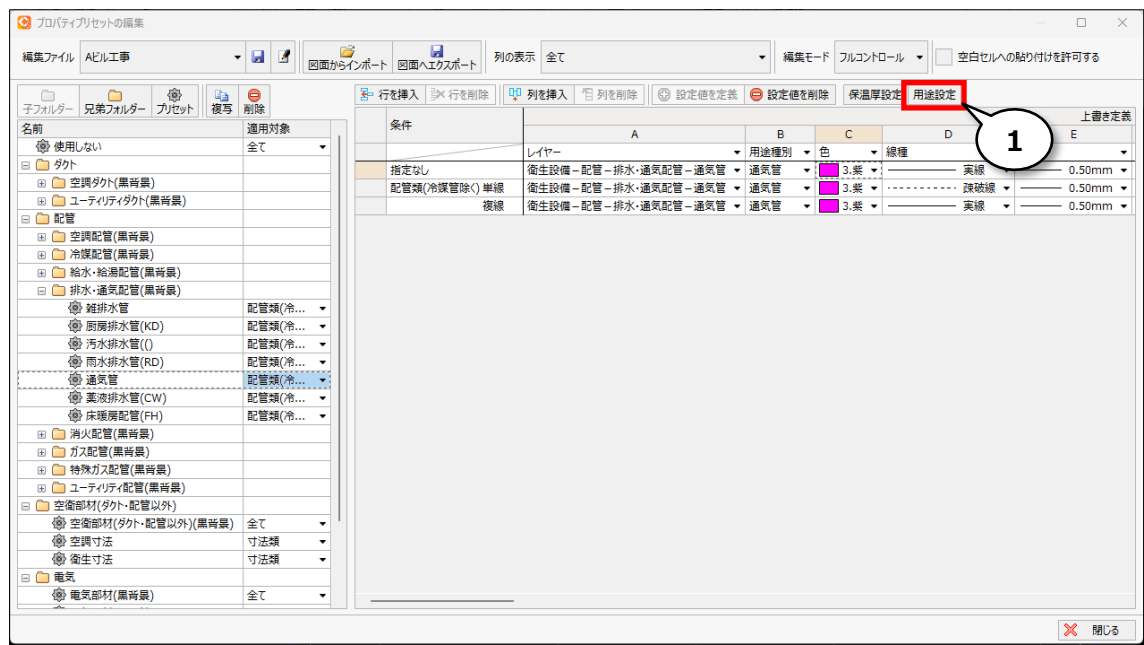 プロパティプリセットの編集
編集ファイル Aビル工事 図面からインポート 図面へエクスポート 列の表示 全て 編集モード フルコントロール 空白セルへの貼り付けを許可する
子フォルダー 兄弟フォルダー プリセット 複写 削除
行を挿入 行を削除 列を挿入 列を削除 設定値を定義 設定値を削除 保温厚設定 用途設定
1
名前 適用対象
使用しない 全て
ダクト
空調ダクト(黒背景)
ユーティリティダクト(黒背景)
配管
空調配管(黒背景)
冷媒配管(黒背景)
給水・給湯配管(黒背景)
排水・通気配管(黒背景)
雑排水管 配管類(冷...
厨房排水管(KD) 配管類(冷...
汚水排水管(() 配管類(冷...
雨水排水管(RD) 配管類(冷...
通気管 配管類(冷...
薬液排水管(CW) 配管類(冷...
床暖房配管(FH) 配管類(冷...
消火配管(黒背景)
ガス配管(黒背景)
特殊ガス配管(黒背景)
ユーティリティ配管(黒背景)
空衛部材(ダクト・配管以外)
空衛部材(ダクト・配管以外)(黒背景) 全て
空調寸法 寸法類
衛生寸法 寸法類
電気
電気部材(黒背景) 全て
条件 上書き定義
A B C D E
レイヤー 用途種別 色 線種
指定なし 衛生設備－配管－排水・通気配管－通気管 通気管 3.紫 実線 0.50mm
配管類(冷媒管除く) 単線 衛生設備－配管－排水・通気配管－通気管 通気管 3.紫 疎破線 0.50mm
複線 衛生設備－配管－排水・通気配管－通気管 通気管 3.紫 実線 0.50mm
閉じる